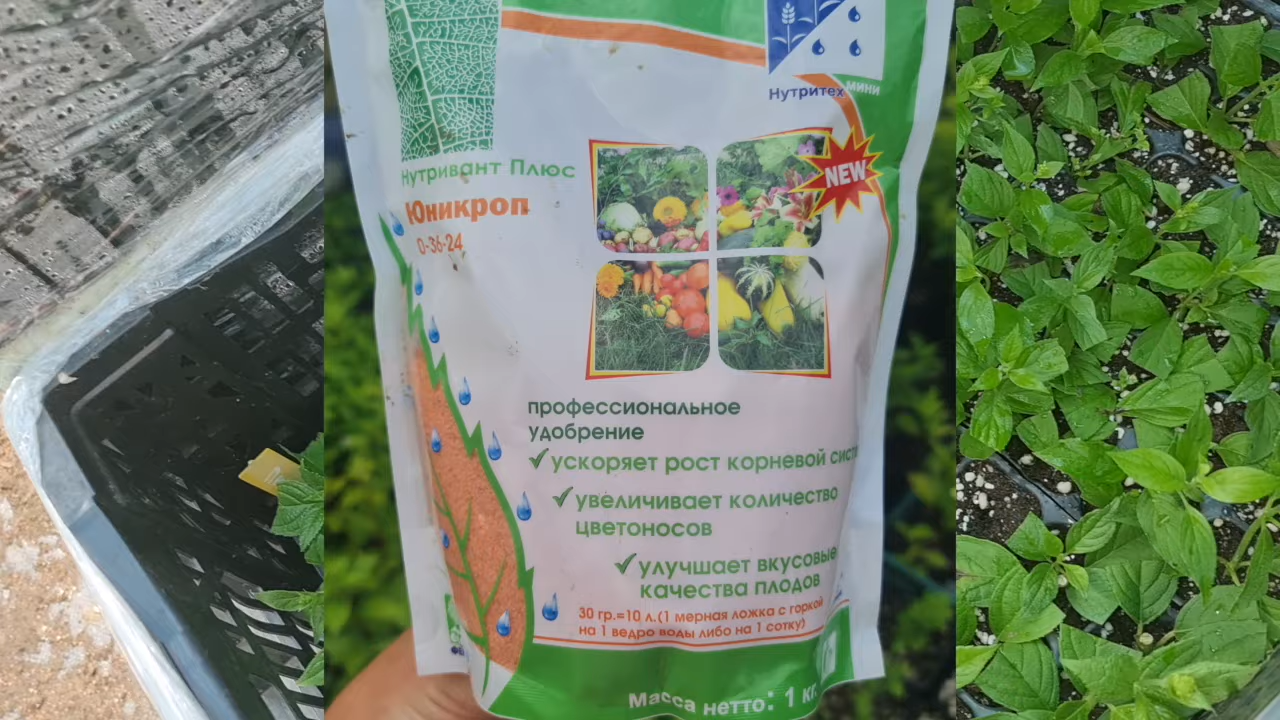 Нутритех мини
NEW
Нутривант Плюс
Юникроп
0-36-24
профессиональное
удобрение
ускоряет рост корневой сист
увеличивает количество
цветоносов
улучшает вкусовые
качества плодов
30 гр.=10 л.(1 мерная ложка с горкой
на 1 ведро воды либо на 1 сотку)
Масса нетто: 1 кг.